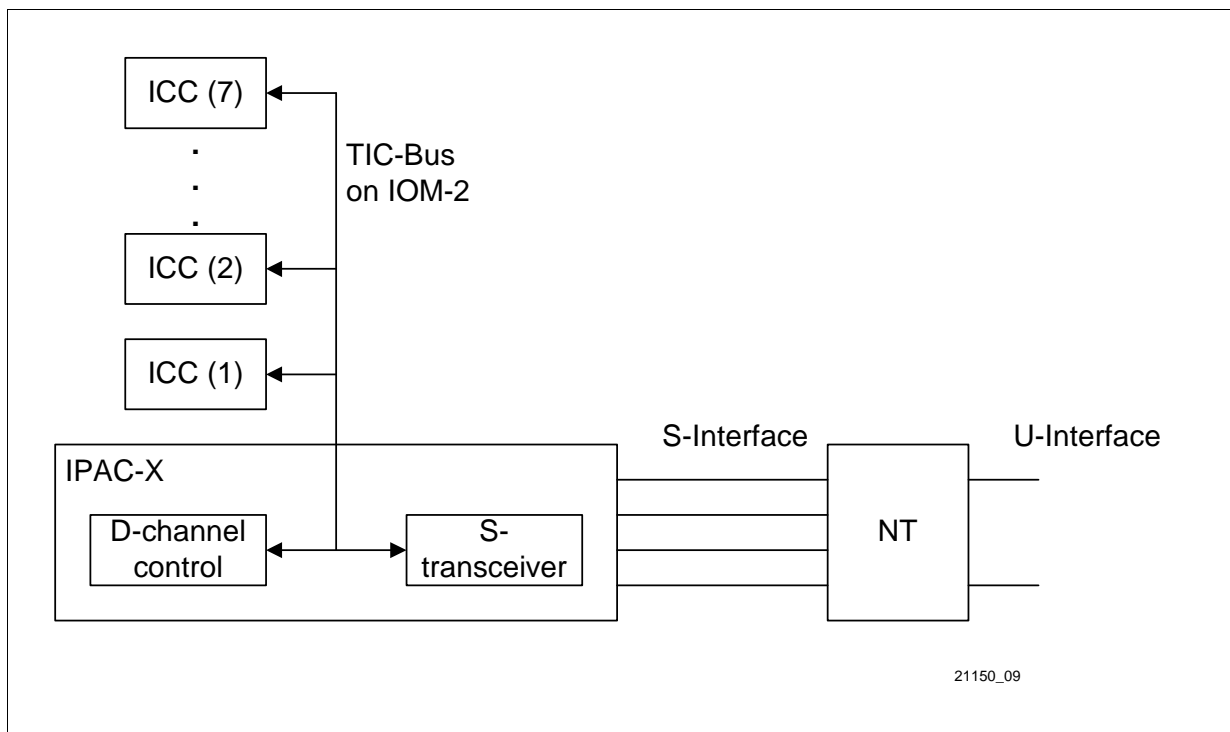 ICC (7)
TIC-Bus
on IOM-2
ICC (2)
ICC (1)
S-Interface
U-Interface
IPAC-X
D-channel
control
S-
transceiver
NT
21150_09